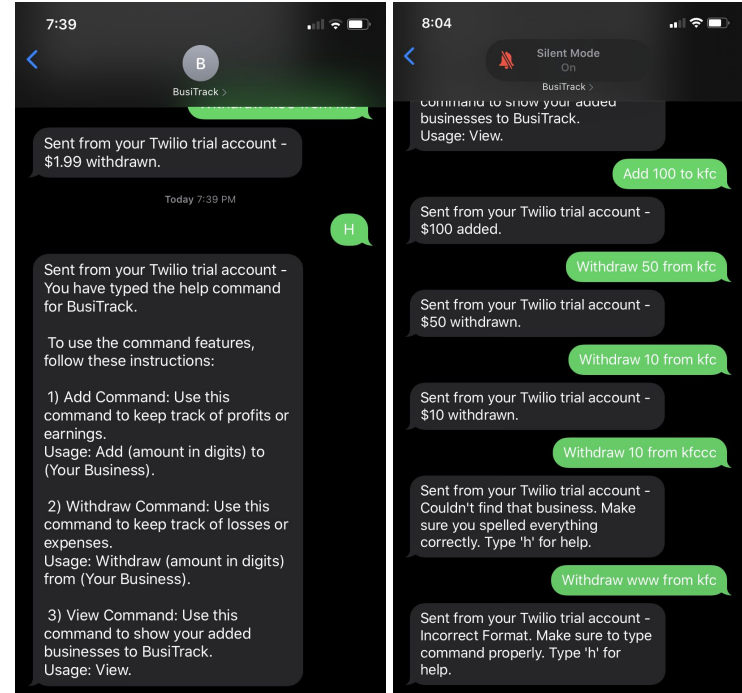 7:39
B
BusiTrack >
Sent from your Twilio trial account -
$1.99 withdrawn.
Today 7:39 PM
H
Sent from your Twilio trial account -
You have typed the help command
for BusiTrack.
To use the command features,
follow these instructions:
1) Add Command: Use this
command to keep track of profits or
earnings.
Usage: Add (amount in digits) to
(Your Business).
2) Withdraw Command: Use this
command to keep track of losses or
expenses.
Usage: Withdraw (amount in digits)
from (Your Business).
3) View Command: Use this
command to show your added
businesses to BusiTrack.
Usage: View.
8:04
Silent Mode
On
BusiTrack >
command to show your added
businesses to BusiTrack.
Usage: View.
Add 100 to kfc
Sent from your Twilio trial account -
$100 added.
Withdraw 50 from kfc
Sent from your Twilio trial account -
$50 withdrawn.
Withdraw 10 from kfc
Sent from your Twilio trial account -
$10 withdrawn.
Withdraw 10 from kfccc
Sent from your Twilio trial account -
Couldn't find that business. Make
sure you spelled everything
correctly. Type 'h' for help.
Withdraw www from kfc
Sent from your Twilio trial account -
Incorrect Format. Make sure to type
command properly. Type 'h' for
help.